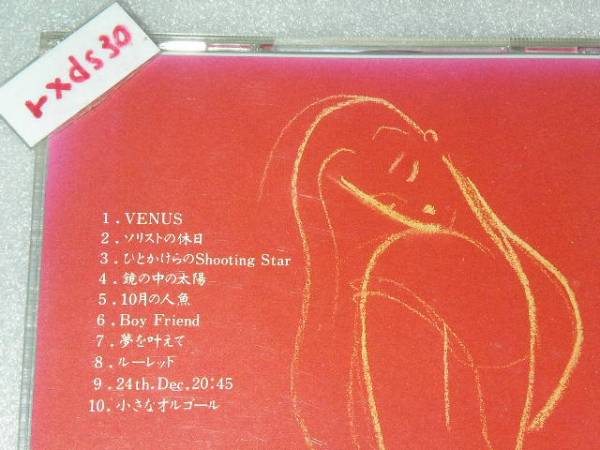 rxds30
1. VENUS
2. ソリストの休日
3. ひとかけらのShooting Star
4. 鏡の中の太陽
5. 10月の人魚
6. Boy Friend
7. 夢を叶えて
8. ルーレット
9. 24th. Dec. 20:45
10. 小さなオルゴール